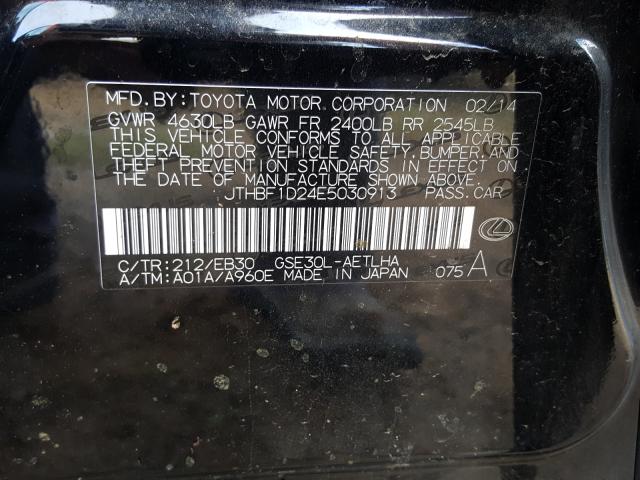 MFD.BY:TOYOTA MOTOR CORPORATION 02/14
GVWR 4630LB GAWR FR 2400LB RR 2545LB
THIS VEHICLE CONFORMS TO ALL APPLICABLE
FEDERAL MOTOR VEHICLE SAFETY,BUMPER,AND
THEFT PREVENTION STANDARDS IN EFFECT ON
THE DATE OF MANUFACTURE SHOWN ABOVE.
JTHBF1D24E5030913 PASS.CAR
C/TR:212/EB30 GSE30L-AETLHA
A/TM:A01A/A960E MADE IN JAPAN 075A